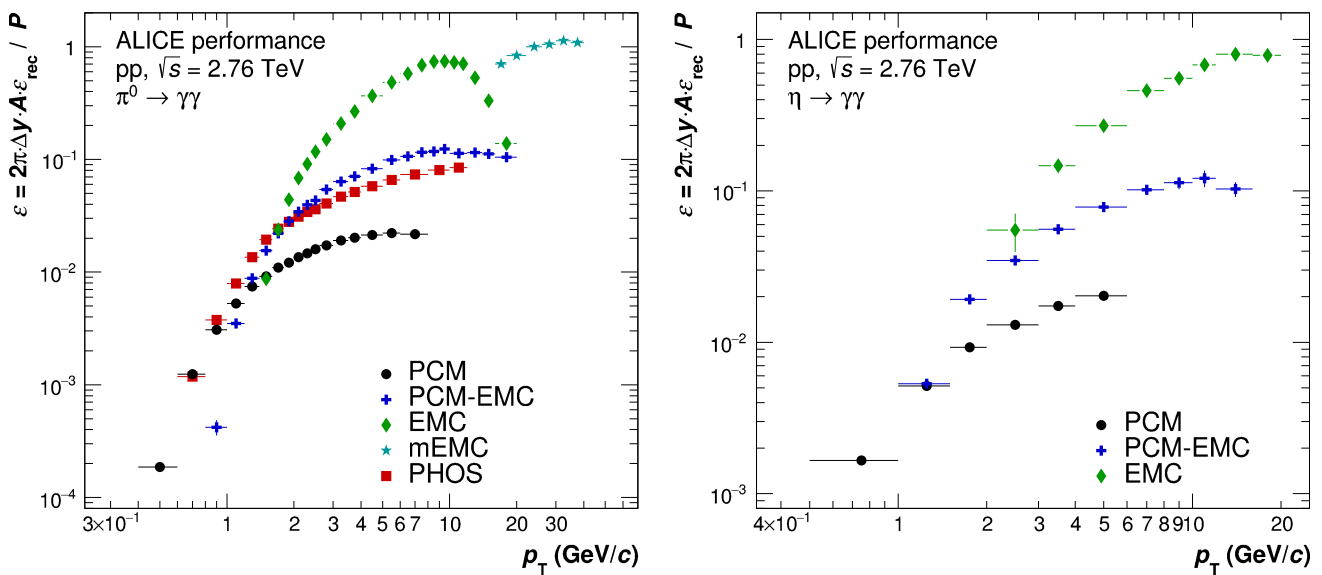 ε = 2π·Δy·A·ε_rec / P
ALICE performance
pp, √s = 2.76 TeV
π⁰ → γγ
1
10⁻¹
10⁻²
10⁻³
10⁻⁴
PCM
PCM-EMC
EMC
mEMC
PHOS
3×10⁻¹ 1 2 3 4 5 6 7 10 20 30
p_T (GeV/c)
ε = 2π·Δy·A·ε_rec / P
ALICE performance
pp, √s = 2.76 TeV
η → γγ
1
10⁻¹
10⁻²
10⁻³
PCM
PCM-EMC
EMC
4×10⁻¹ 1 2 3 4 5 6 7 8 9 10 20
p_T (GeV/c)